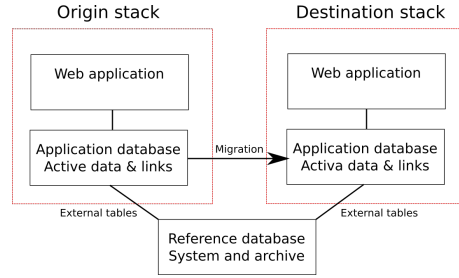 Origin stack
Destination stack
Web application
Web application
Application database
Active data & links
Migration
Application database
Activa data & links
External tables
External tables
Reference database
System and archive